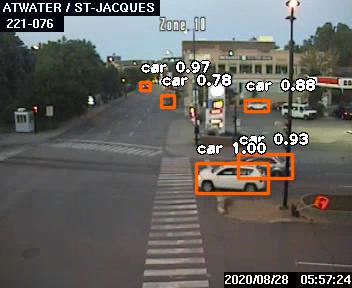 ATWATER / ST-JACQUES
221-076
Zone 10
car 0.97
car 0.78
car 0.88
car 0.93
car 1.00
2020/08/28 05:57:24